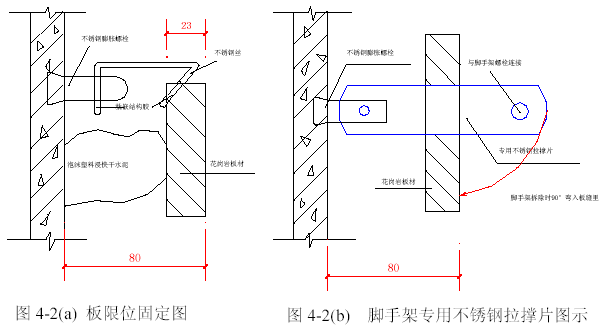 23
不锈钢膨胀螺栓
不锈钢丝
粘嵌结构胶
泡沫塑料浸快干水泥
花岗岩板材
80
图 4-2(a) 板限位固定图
不锈钢膨胀螺栓
与脚手架螺栓连接
专用不锈钢拉撑片
花岗岩板材
脚手架拆除时90°弯入板缝里
80
图 4-2(b) 脚手架专用不锈钢拉撑片图示